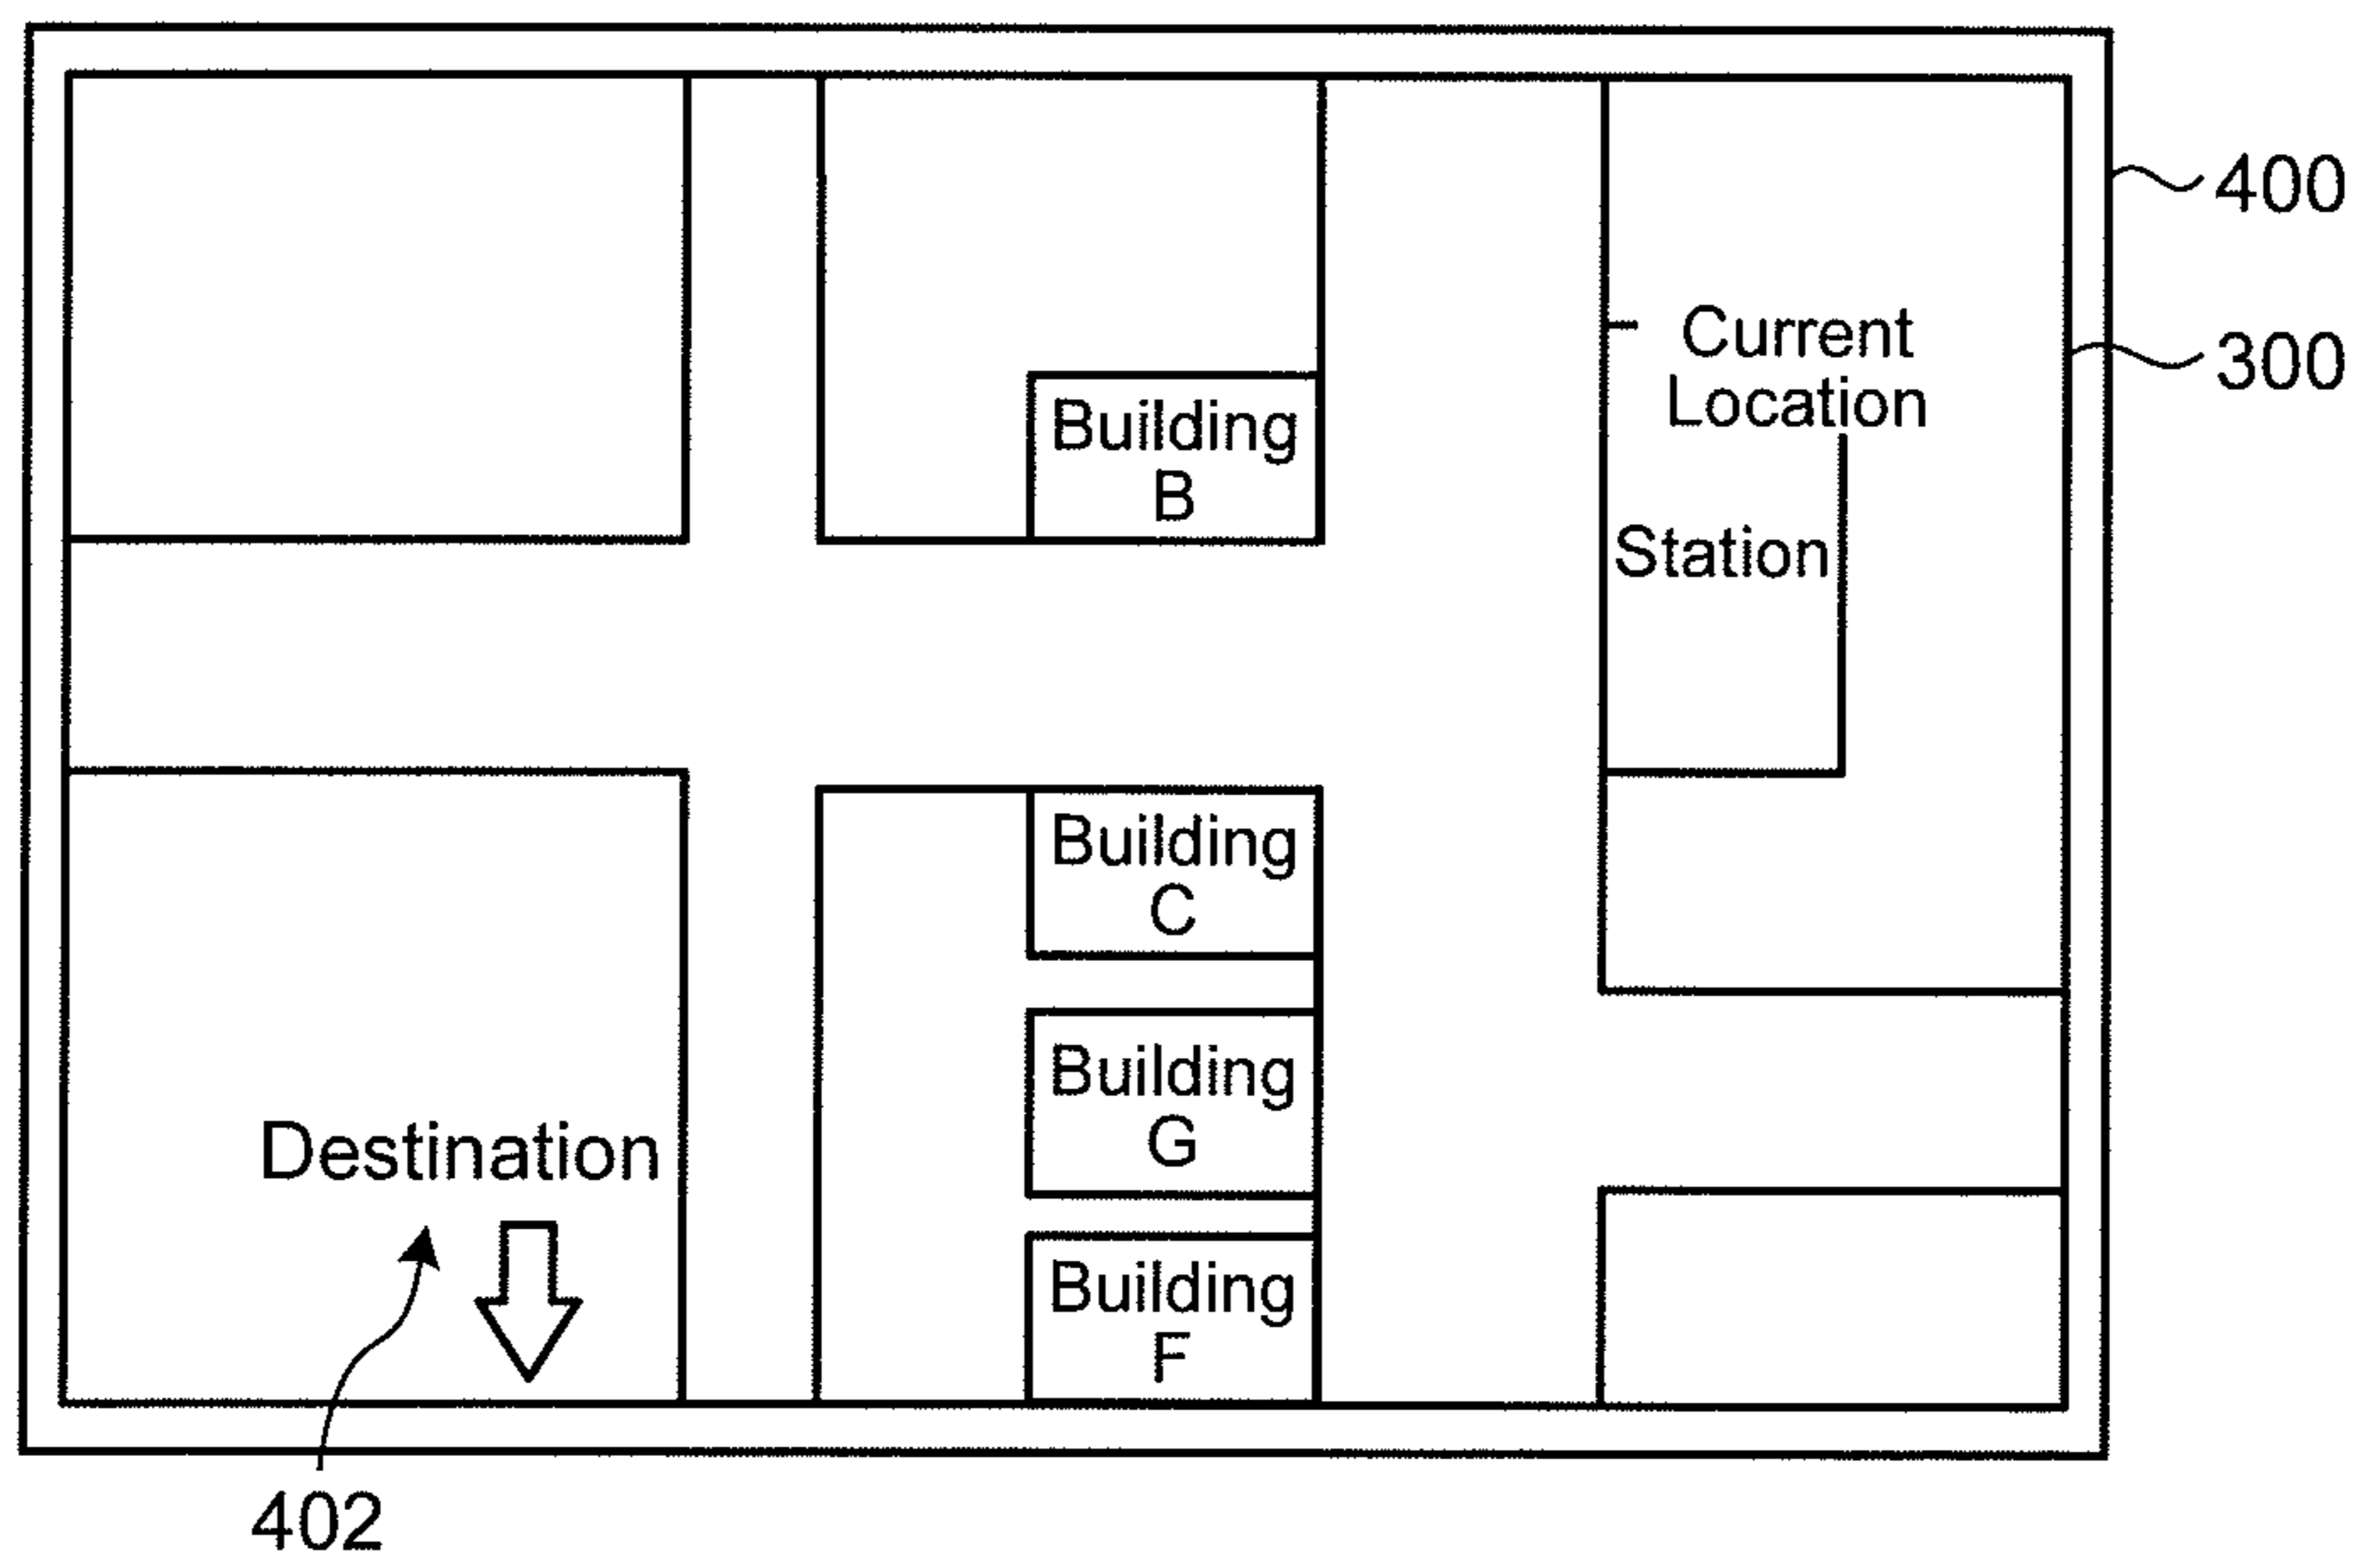 400
Current
Location
300
Building
B
Station
Building
C
Building
G
Destination
Building
F
402